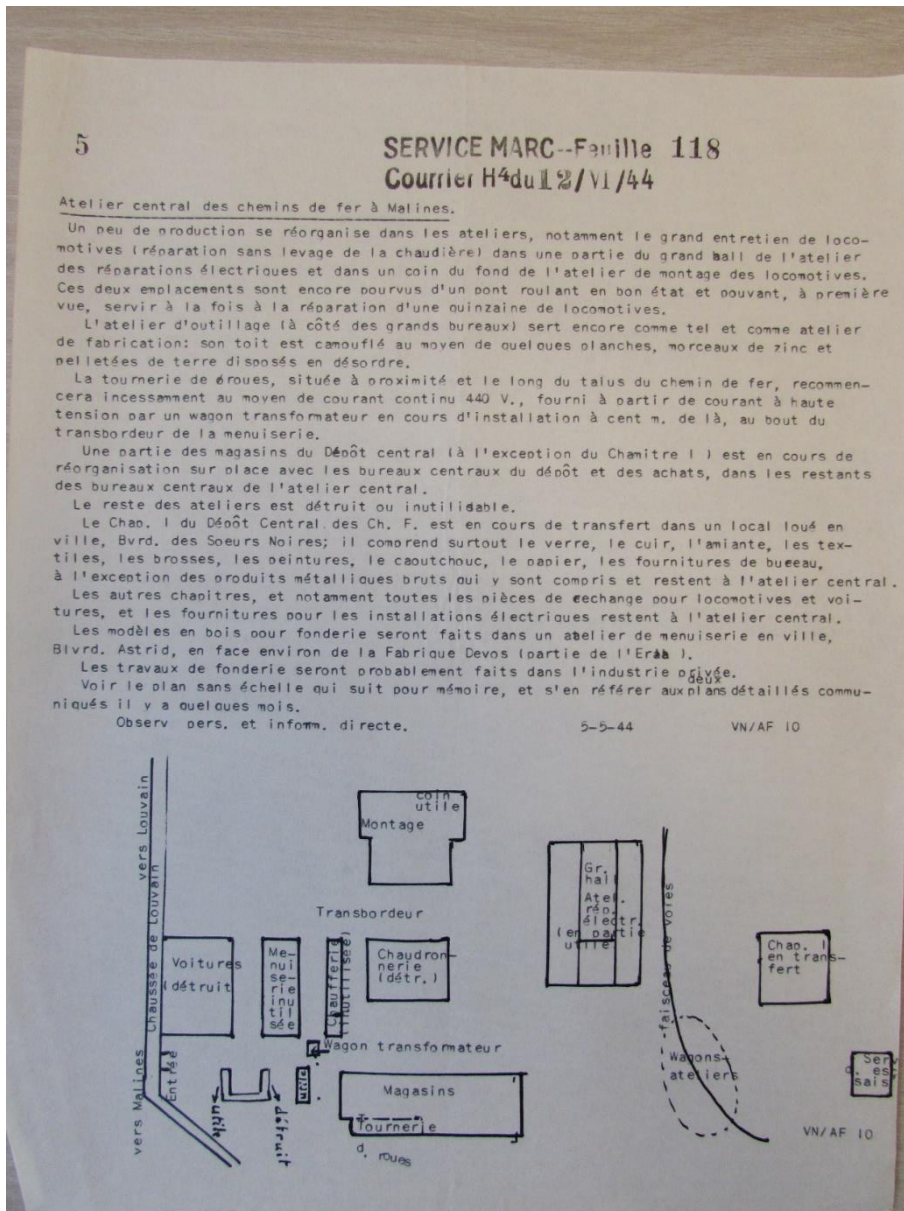 5
SERVICE MARC--Feuille 118
Courrier H4du 12/VI/44
Atelier central des chemins de fer à Malines.
Un peu de production se réorganise dans les ateliers, notamment le grand entretien de loco-
motives (réparation sans levage de la chaudière) dans une partie du grand hall de l'atelier
des réparations électriques et dans un coin du fond de l'atelier de montage des locomotives.
Ces deux emplacements sont encore pourvus d'un pont roulant en bon état et pouvant, à première
vue, servir à la fois à la réparation d'une quinzaine de locomotives.
L'atelier d'outillage (à côté des grands bureaux) sert encore comme tel et comme atelier
de fabrication: son toit est camouflé au moyen de quelques planches, morceaux de zinc et
pelletées de terre disposés en désordre.
La tournerie de éroues, située à proximité et le long du talus du chemin de fer, recommen-
cera incessamment au moyen de courant continu 440 V., fourni à partir de courant à haute
tension par un wagon transformateur en cours d'installation à cent m. de là, au bout du
transbordeur de la menuiserie.
Une partie des magasins du Dépôt central (à l'exception du Chamitre I ) est en cours de
réorganisation sur place avec les bureaux centraux du dépôt et des achats, dans les restants
des bureaux centraux de l'atelier central.
Le reste des ateliers est détruit ou inutilidable.
Le Chap. I du Dépôt Central des Ch. F. est en cours de transfert dans un local loué en
ville, Bvrd. des Soeurs Noires; il comprend surtout le verre, le cuir, l'amiante, les tex-
tiles, les brosses, les peintures, le caoutchouc, le papier, les fournitures de bureau,
à l'exception des produits métalliques bruts qui y sont compris et restent à l'atelier central.
Les autres chapitres, et notamment toutes les pièces de rechange pour locomotives et voi-
tures, et les fournitures pour les installations électriques restent à l'atelier central.
Les modèles en bois pour fonderie seront faits dans un atelier de menuiserie en ville,
Blvrd. Astrid, en face environ de la Fabrique Devos (partie de l' ).
Les travaux de fonderie seront probablement faits dans l'industrie privée.
deux
Voir le plan sans échelle qui suit pour mémoire, et s'en référer aux plans détaillés commu-
niqués il y a quelques mois.
Observ pers. et inform. directe. 5-5-44 VN/AF 10
vers Louvain
Chaussée de Louvain
vers Malines
Entrée
coin
utile
Montage
Transbordeur
Voitures
(détruit
Me-
nui
se-
rie
inu
til
sée
Chaufferie
(inutilisée)
Chaudron-
nerie
(détr.)
Gr.
hall
Atel.
rép.
électr.
(en partie
utile)
faisceau de voies
Chap. I
en trans-
fert
Wagon transformateur
utile
détruit
utile
Magasins
Tournerie
d. roues
Wagons-
ateliers
Ser
d. es
sais
VN/AF 10